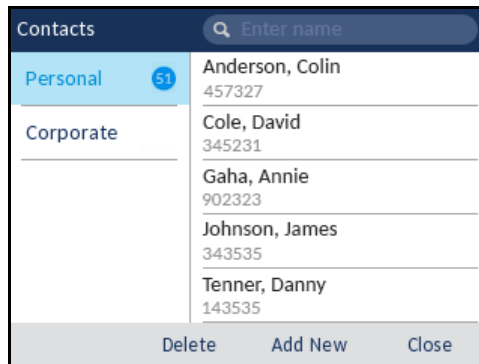 Contacts
Enter name
Personal 51
Corporate
Anderson, Colin
457327
Cole, David
345231
Gaha, Annie
902323
Johnson, James
343535
Tenner, Danny
143535
Delete Add New Close